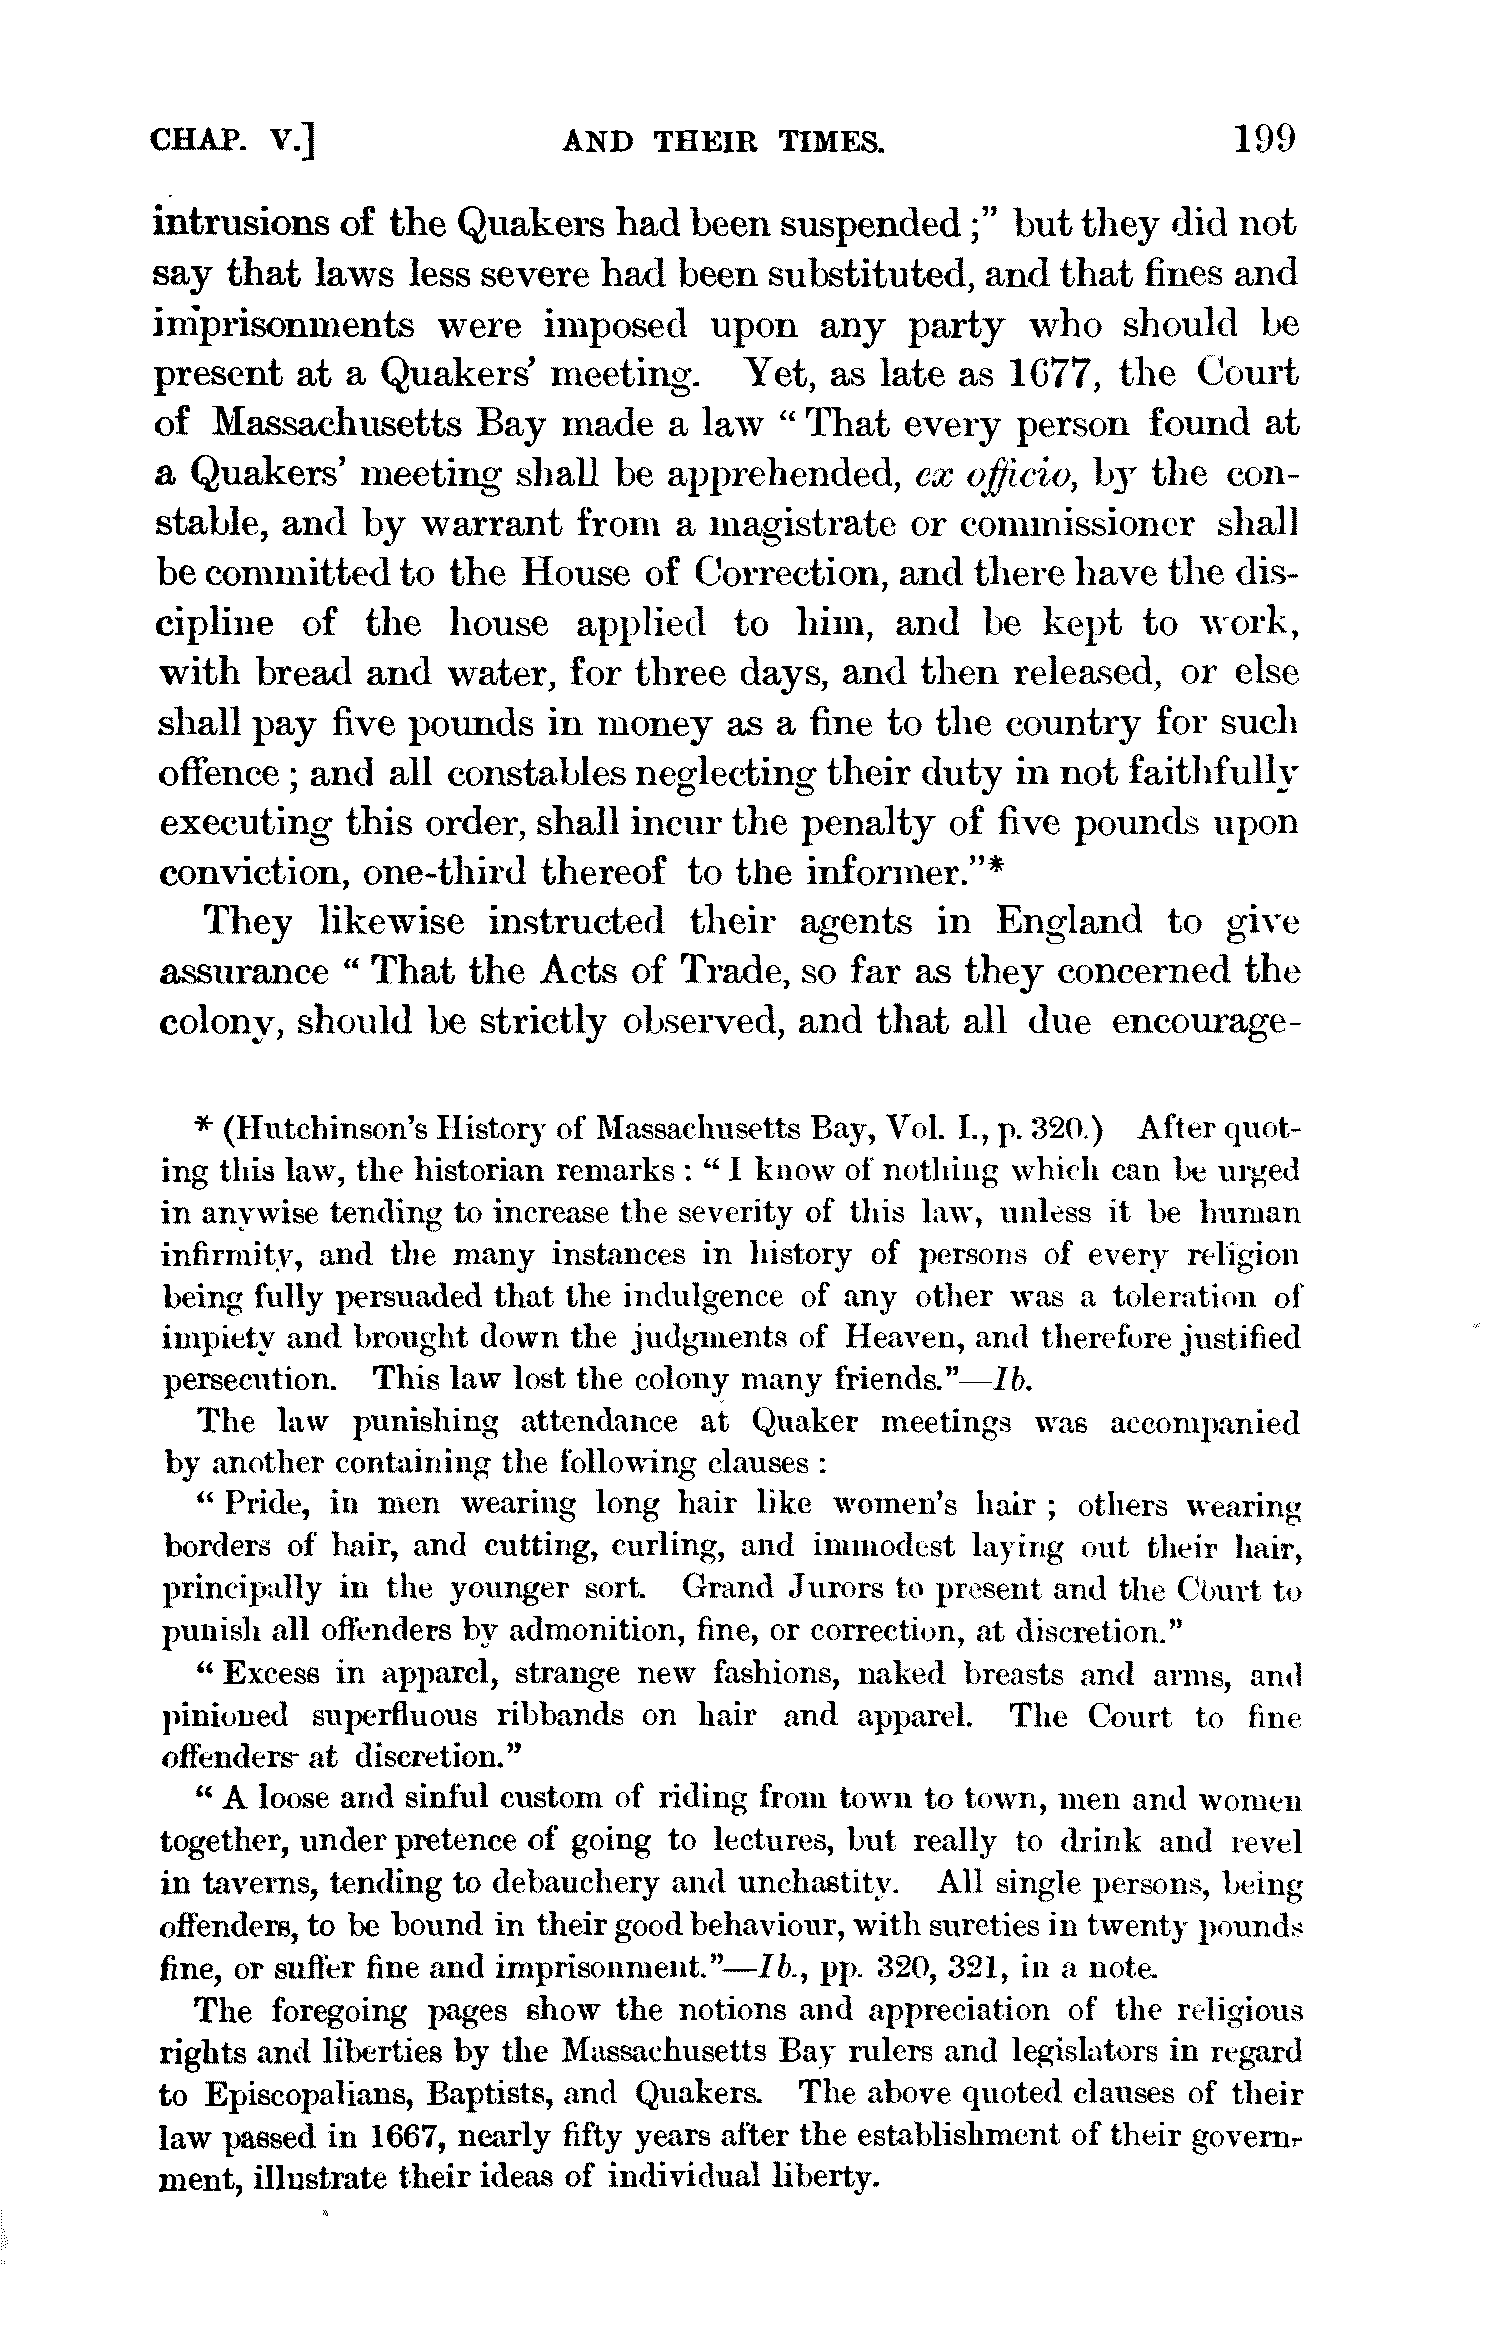 CHAP. V.] AND THEIR TIMES. 199
intrusions of the Quakers had been suspended ;" but they did not
say that laws less severe had been substituted, and that fines and
imprisonments were imposed upon any party who should be
present at a Quakers' meeting. Yet, as late as 1677, the Court
of Massachusetts Bay made a law " That every person found at
a Quakers' meeting shall be apprehended, ex officio, by the con-
stable, and by warrant from a magistrate or commissioner shall
be committed to the House of Correction, and there have the dis-
cipline of the house applied to him, and be kept to work,
with bread and water, for three days, and then released, or else
shall pay five pounds in money as a fine to the country for such
offence ; and all constables neglecting their duty in not faithfully
executing this order, shall incur the penalty of five pounds upon
conviction, one-third thereof to the informer."*
They likewise instructed their agents in England to give
assurance " That the Acts of Trade, so far as they concerned the
colony, should be strictly observed, and that all due encourage-
* (Hutchinson's History of Massachusetts Bay, Vol. I., p. 320.) After quot-
ing this law, the historian remarks : " I know of nothing which can be urged
in anywise tending to increase the severity of this law, unless it be human
infirmity, and the many instances in history of persons of every religion
being fully persuaded that the indulgence of any other was a toleration of
impiety and brought down the judgments of Heaven, and therefore justified
persecution. This law lost the colony many friends."—Ib.
The law punishing attendance at Quaker meetings was accompanied
by another containing the following clauses :
" Pride, in men wearing long hair like women's hair ; others wearing
borders of hair, and cutting, curling, and immodest laying out their hair,
principally in the younger sort. Grand Jurors to present and the Court to
punish all offenders by admonition, fine, or correction, at discretion."
" Excess in apparel, strange new fashions, naked breasts and arms, and
pinioned superfluous ribbands on hair and apparel. The Court to fine
offenders at discretion."
" A loose and sinful custom of riding from town to town, men and women
together, under pretence of going to lectures, but really to drink and revel
in taverns, tending to debauchery and unchastity. All single persons, being
offenders, to be bound in their good behaviour, with sureties in twenty pounds
fine, or suffer fine and imprisonment."—Ib., pp. 320, 321, in a note.
The foregoing pages show the notions and appreciation of the religious
rights and liberties by the Massachusetts Bay rulers and legislators in regard
to Episcopalians, Baptists, and Quakers. The above quoted clauses of their
law passed in 1667, nearly fifty years after the establishment of their govern-
ment, illustrate their ideas of individual liberty.